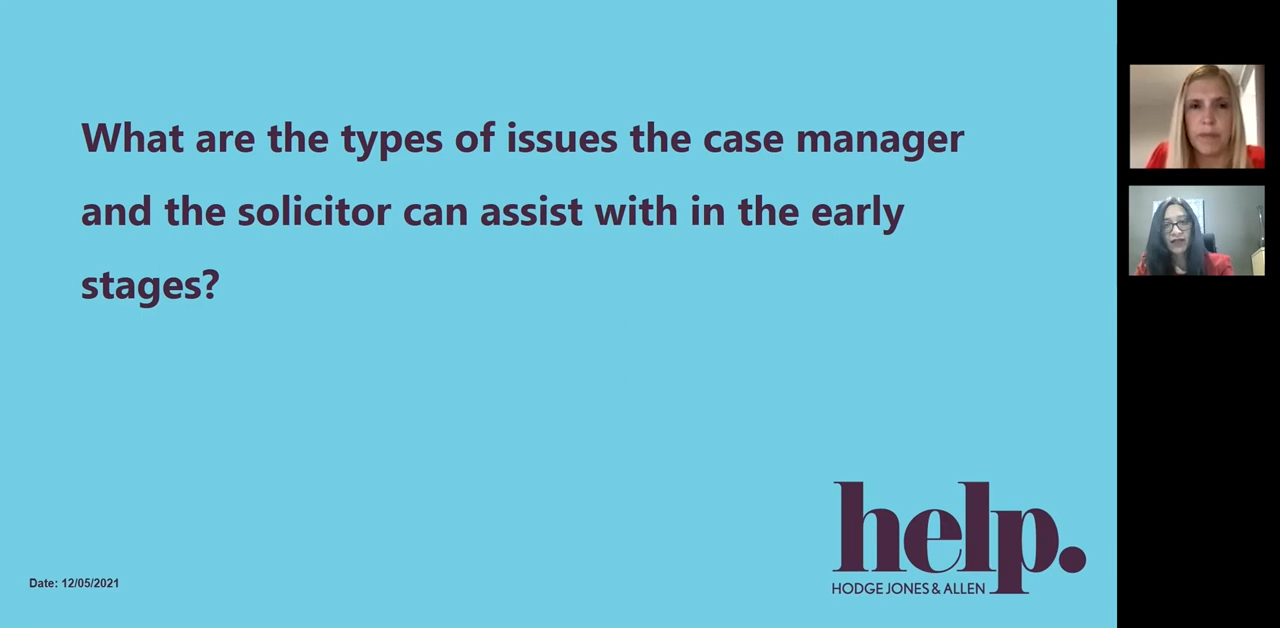 What are the types of issues the case manager
and the solicitor can assist with in the early
stages?
help.
HODGE JONES & ALLEN
Date: 12/05/2021